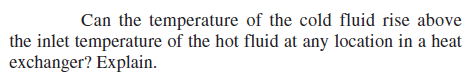 Can the temperature of the cold fluid rise above
the inlet temperature of the hot fluid at any location in a heat
exchanger? Explain.